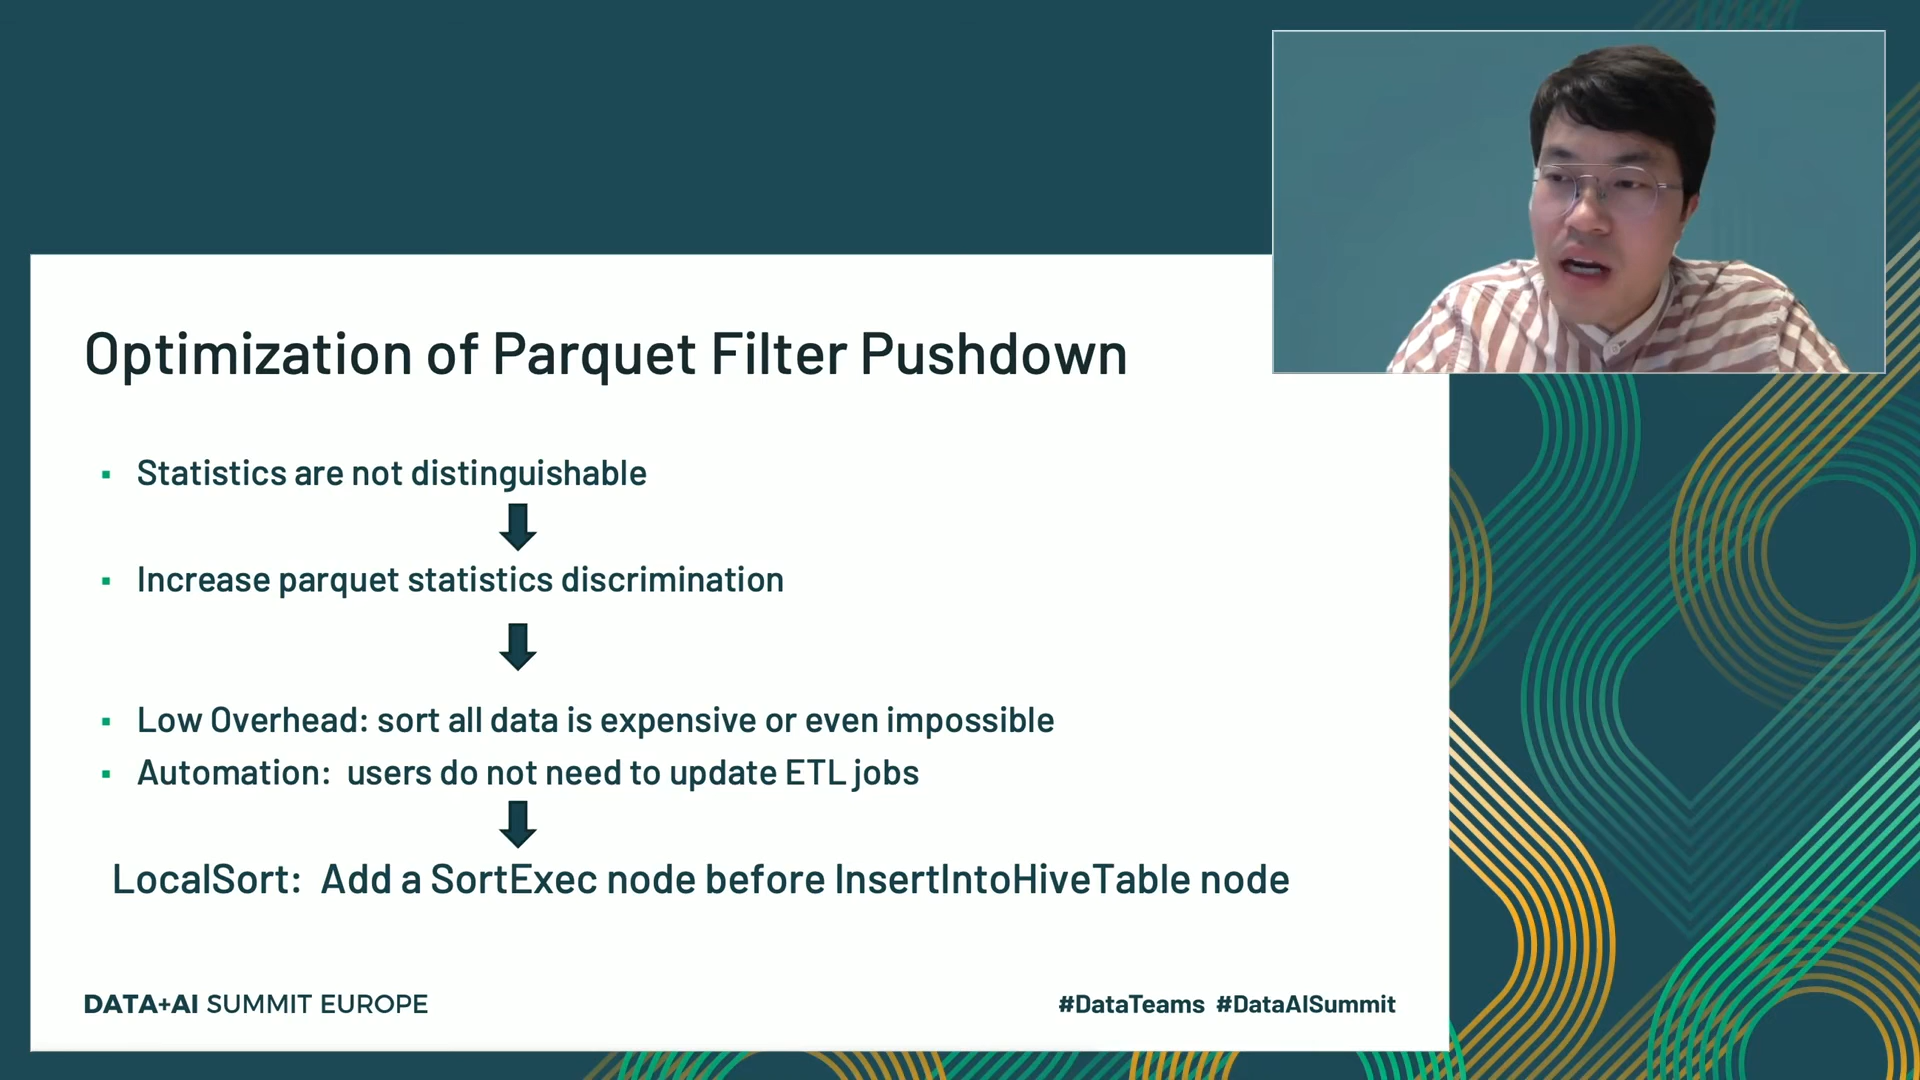 Optimization of Parquet Filter Pushdown
Statistics are not distinguishable
Increase parquet statistics discrimination
Low Overhead: sort all data is expensive or even impossible
Automation: users do not need to update ETL jobs
LocalSort: Add a SortExec node before InsertIntoHiveTable node
DATA+AI SUMMIT EUROPE
#DataTeams #DataAISummit